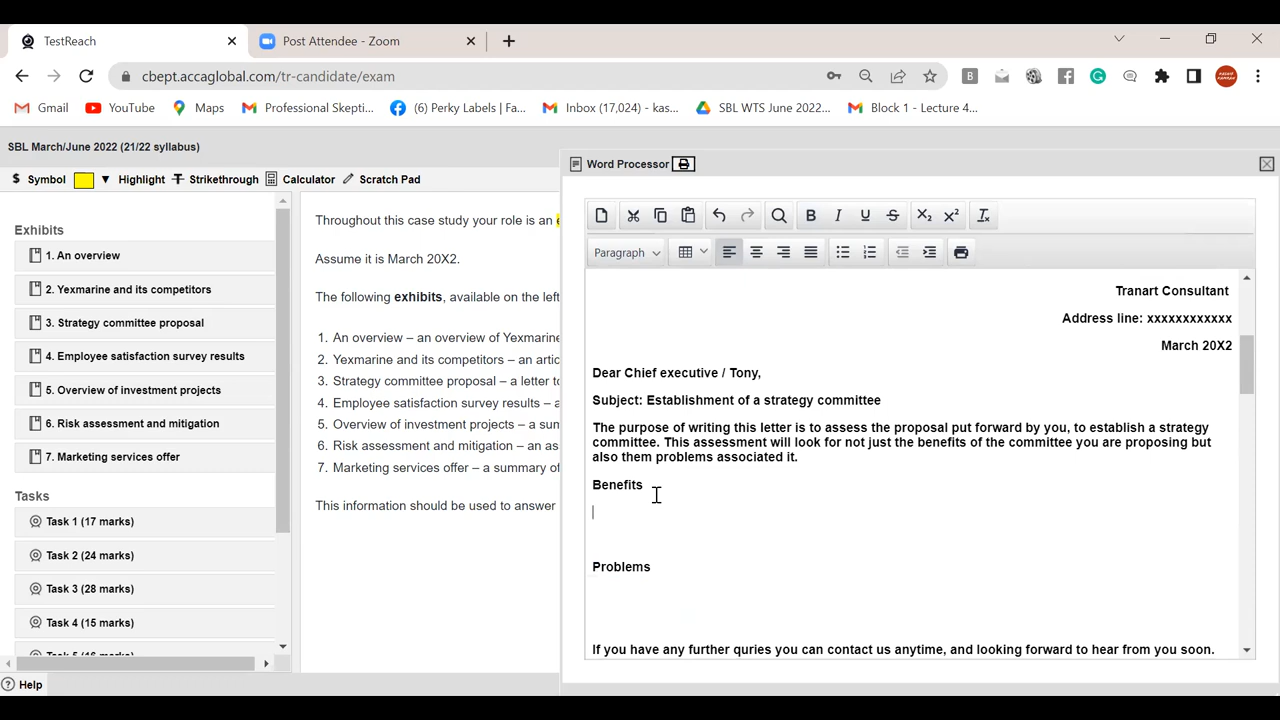 TestReach
Post Attendee - Zoom
cbept.accaglobal.com/tr-candidate/exam
Gmail
YouTube
Maps
Professional Skepti...
(6) Perky Labels | Fa...
Inbox (17,024) - kas...
SBL WTS June 2022...
Block 1 - Lecture 4...
SBL March/June 2022 (21/22 syllabus)
$ Symbol
Highlight
Strikethrough
Calculator
Scratch Pad
Exhibits
1. An overview
2. Yexmarine and its competitors
3. Strategy committee proposal
4. Employee satisfaction survey results
5. Overview of investment projects
6. Risk assessment and mitigation
7. Marketing services offer
Tasks
Task 1 (17 marks)
Task 2 (24 marks)
Task 3 (28 marks)
Task 4 (15 marks)
Help
Throughout this case study your role is an
Assume it is March 20X2.
The following exhibits, available on the left
1. An overview – an overview of Yexmarine
2. Yexmarine and its competitors – an artic
3. Strategy committee proposal – a letter to
4. Employee satisfaction survey results – a
5. Overview of investment projects – a sum
6. Risk assessment and mitigation – an as
7. Marketing services offer – a summary of
This information should be used to answer
Word Processor
B I U S X₂ X² Tx
Paragraph
Tranart Consultant
Address line: xxxxxxxxxxxx
March 20X2
Dear Chief executive / Tony,
Subject: Establishment of a strategy committee
The purpose of writing this letter is to assess the proposal put forward by you, to establish a strategy
committee. This assessment will look for not just the benefits of the committee you are proposing but
also them problems associated it.
Benefits
Problems
If you have any further quries you can contact us anytime, and looking forward to hear from you soon.